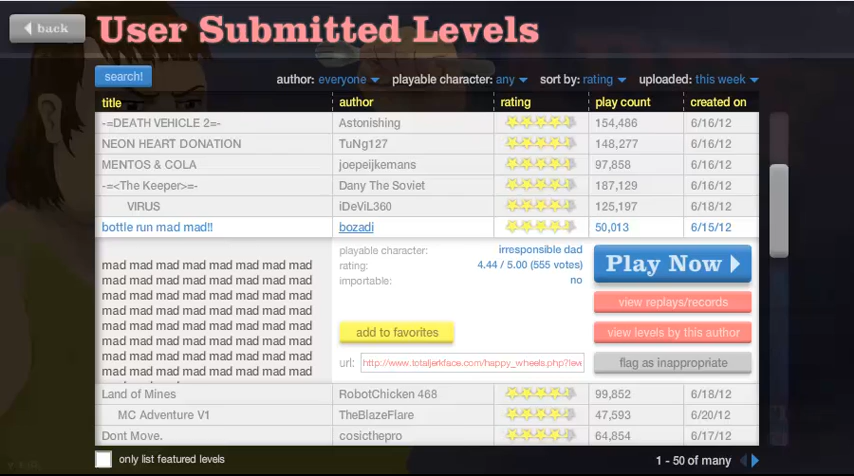 back
User Submitted Levels
search!
author: everyone playable character: any sort by: rating uploaded: this week
title author rating play count created on
-=DEATH VEHICLE 2=- Astonishing 154,486 6/16/12
NEON HEART DONATION TuNg127 148,277 6/16/12
MENTOS & COLA joepeijkemans 97,858 6/16/12
-=<The Keeper>=- Dany The Soviet 187,129 6/16/12
VIRUS iDeViL360 125,197 6/18/12
bottle run mad mad!! bozadi 50,013 6/15/12
mad mad mad mad mad mad mad mad
mad mad mad mad mad mad mad mad
mad mad mad mad mad mad mad mad
mad mad mad mad mad mad mad mad
mad mad mad mad mad mad mad mad
mad mad mad mad mad mad mad mad
mad mad mad mad mad mad mad mad
mad mad mad mad mad mad mad mad
playable character: irresponsible dad
rating: 4.44 / 5.00 (555 votes)
importable: no
add to favorites
url: http://www.totaljerkface.com/happy_wheels.php?leve
Play Now
view replays/records
view levels by this author
flag as inappropriate
Land of Mines RobotChicken 468 99,852 6/18/12
MC Adventure V1 TheBlazeFlare 47,593 6/20/12
Dont Move. cosicthepro 64,854 6/17/12
only list featured levels
1 - 50 of many